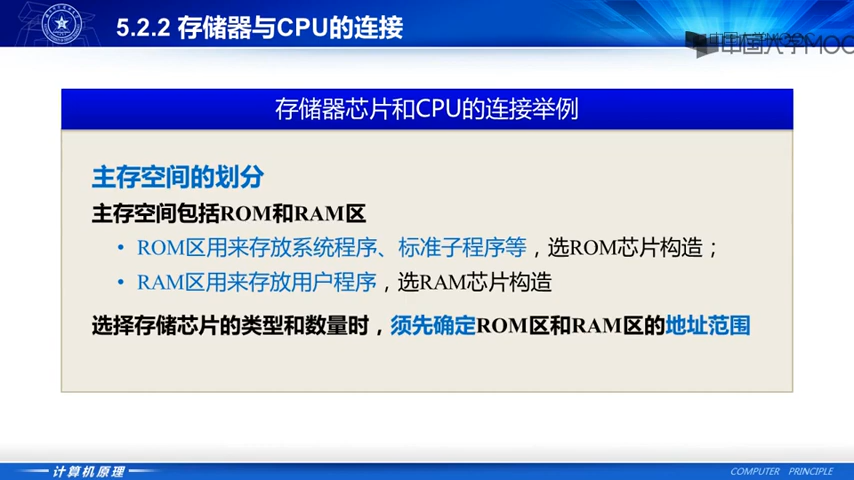 5.2.2 存储器与CPU的连接
中国大学MOOC
存储器芯片和CPU的连接举例
主存空间的划分
主存空间包括ROM和RAM区
• ROM区用来存放系统程序、标准子程序等，选ROM芯片构造；
• RAM区用来存放用户程序，选RAM芯片构造
选择存储芯片的类型和数量时，须先确定ROM区和RAM区的地址范围
计算机原理
COMPUTER PRINCIPLE